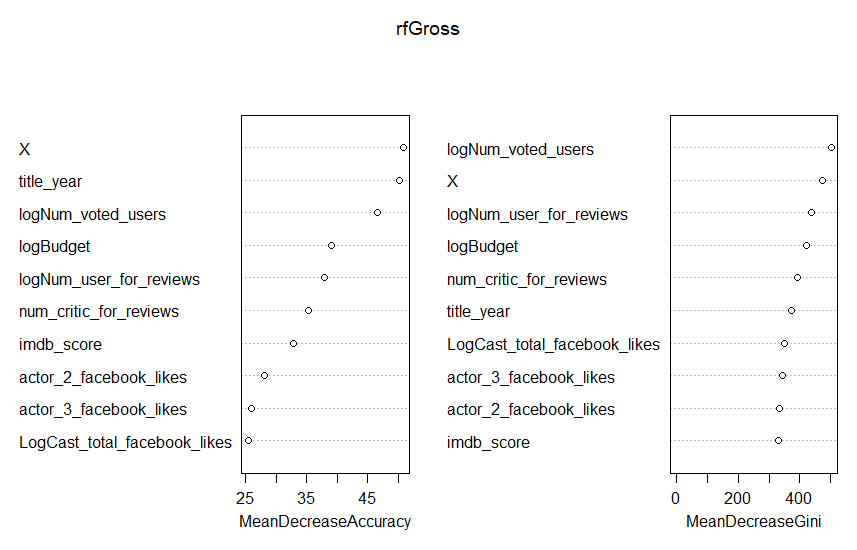 rfGross
X
title_year
logNum_voted_users
logBudget
logNum_user_for_reviews
num_critic_for_reviews
imdb_score
actor_2_facebook_likes
actor_3_facebook_likes
LogCast_total_facebook_likes
25 35 45
MeanDecreaseAccuracy
logNum_voted_users
X
logNum_user_for_reviews
logBudget
num_critic_for_reviews
title_year
LogCast_total_facebook_likes
actor_3_facebook_likes
actor_2_facebook_likes
imdb_score
0 200 400
MeanDecreaseGini